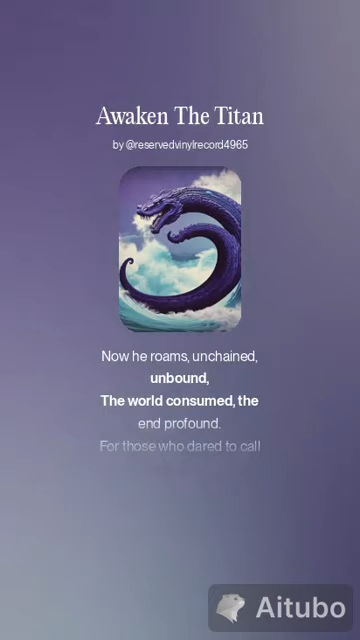 Awaken The Titan
by @reservedvinylrecord4965
Now he roams, unchained,
unbound,
The world consumed, the
end profound.
For those who dared to call
Aitubo